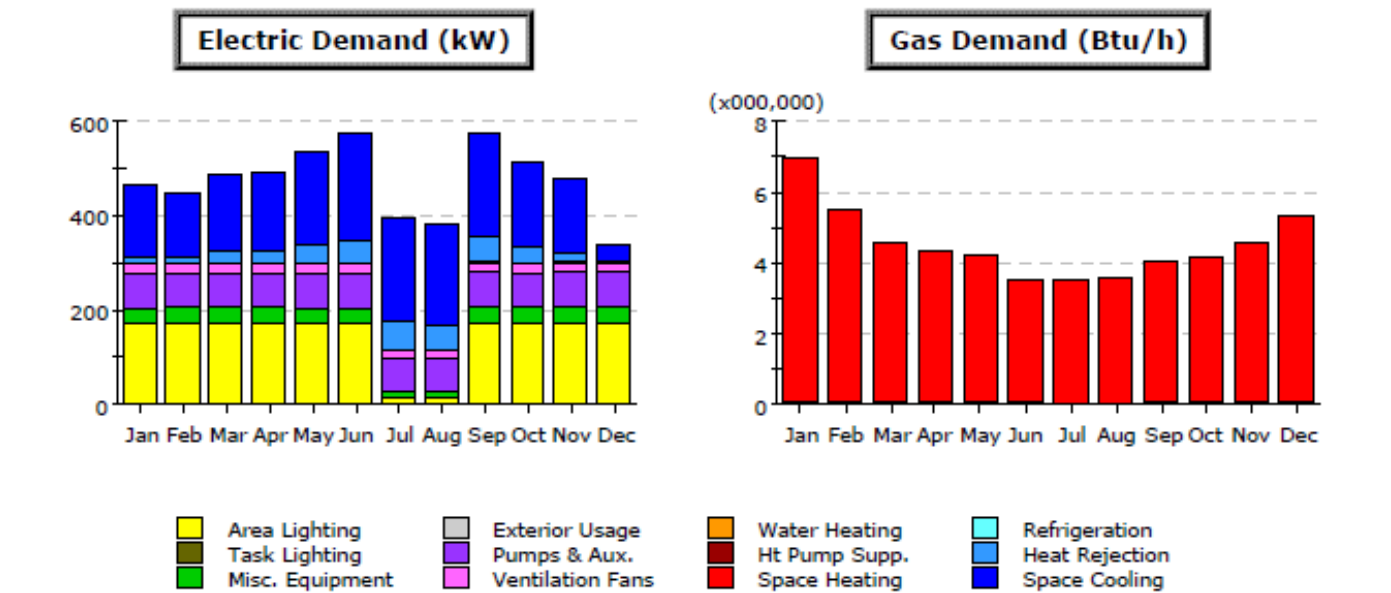 Electric Demand (kW)
Gas Demand (Btu/h)
(x000,000)
600
400
200
0
Jan Feb Mar Apr May Jun Jul Aug Sep Oct Nov Dec
8
6
4
2
0
Jan Feb Mar Apr May Jun Jul Aug Sep Oct Nov Dec
Area Lighting
Task Lighting
Misc. Equipment
Exterior Usage
Pumps & Aux.
Ventilation Fans
Water Heating
Ht Pump Supp.
Space Heating
Refrigeration
Heat Rejection
Space Cooling